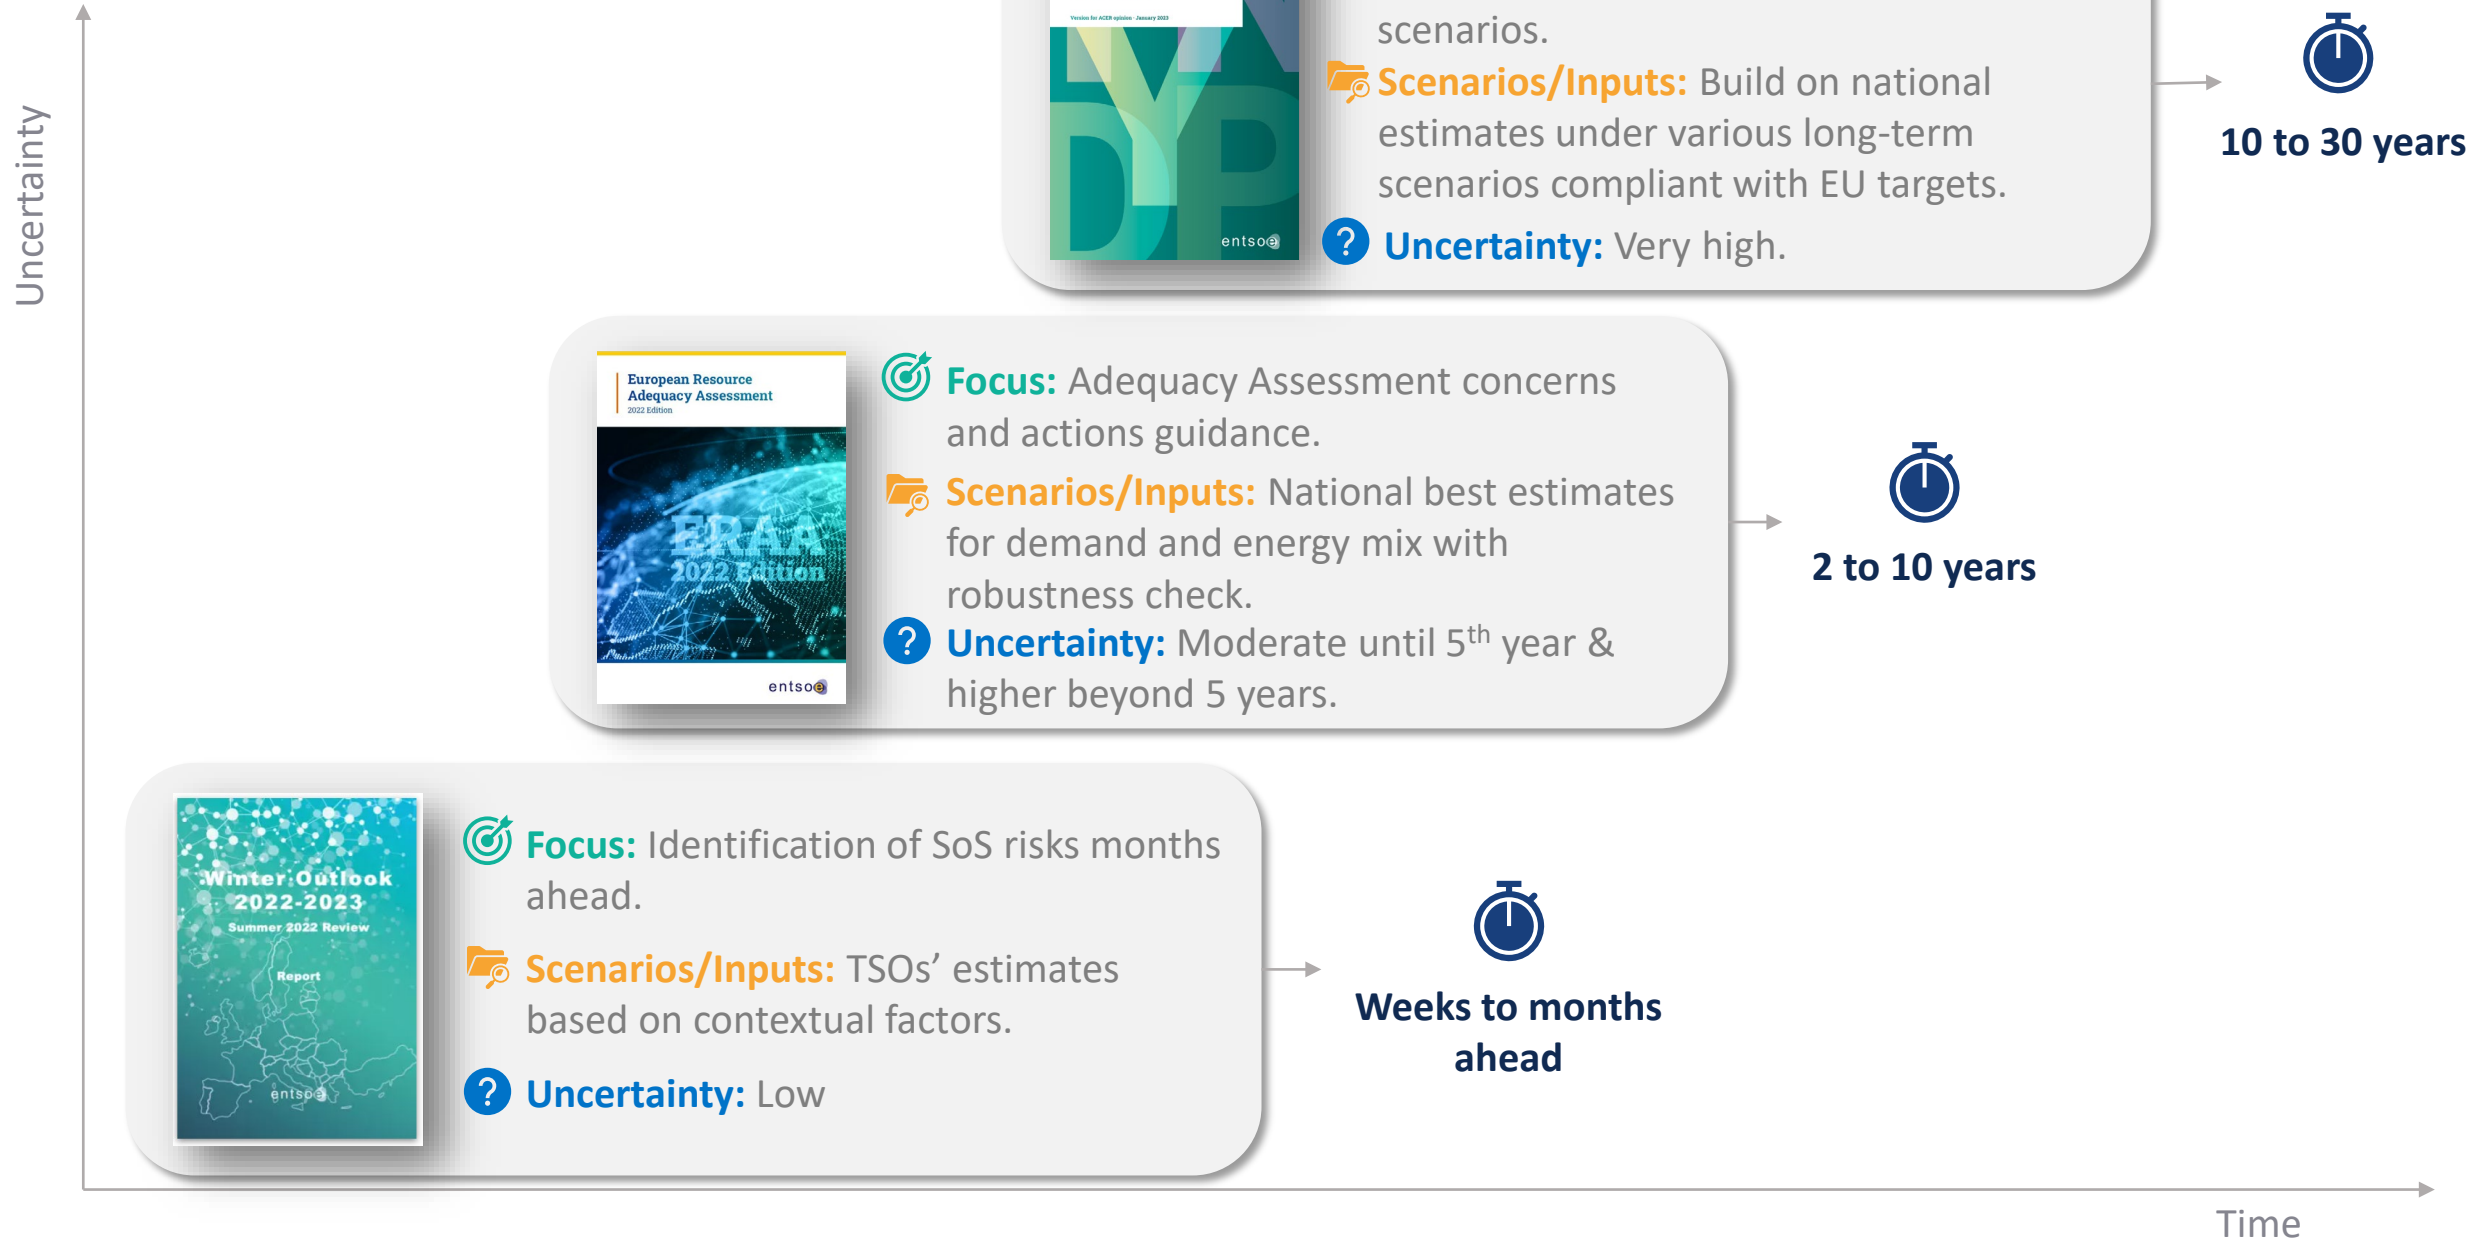 Uncertainty
Version for ACER opinion · January 2023
Y
DP
entsoe
scenarios.
Scenarios/Inputs: Build on national
estimates under various long-term
scenarios compliant with EU targets.
? Uncertainty: Very high.
10 to 30 years
European Resource
Adequacy Assessment
2022 Edition
ERAA
2022 Edition
entsoe
Focus: Adequacy Assessment concerns
and actions guidance.
Scenarios/Inputs: National best estimates
for demand and energy mix with
robustness check.
? Uncertainty: Moderate until 5th year &
higher beyond 5 years.
2 to 10 years
Winter Outlook
2022-2023
Summer 2022 Review
Report
entsoe
Focus: Identification of SoS risks months
ahead.
Scenarios/Inputs: TSOs’ estimates
based on contextual factors.
? Uncertainty: Low
Weeks to months
ahead
Time